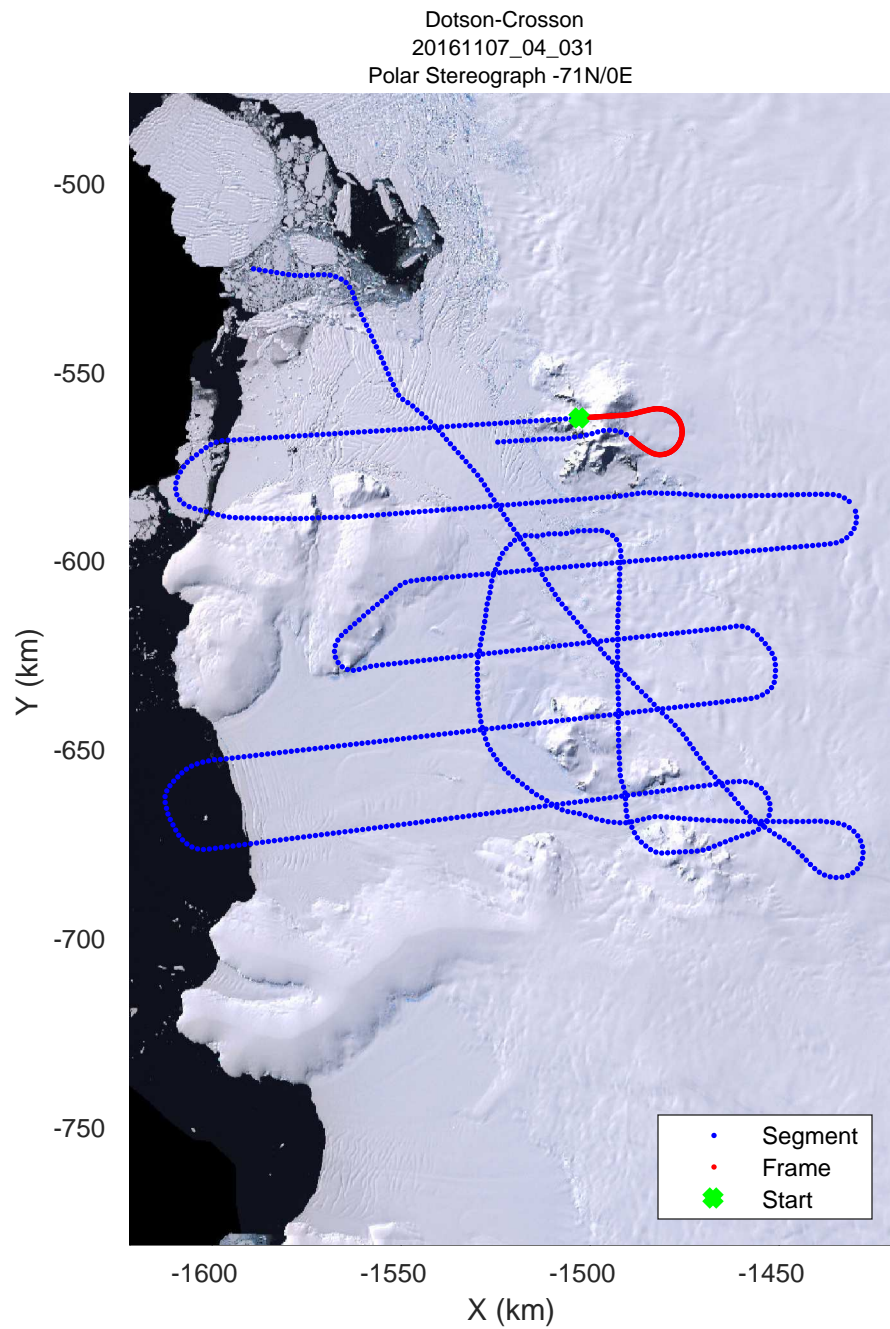 Dotson-Crosson
20161107_04_031
Polar Stereograph -71N/0E
-500
-550
-600
-650
-700
-750
Y (km)
-1600
-1550
-1500
-1450
X (km)
Segment
Frame
Start